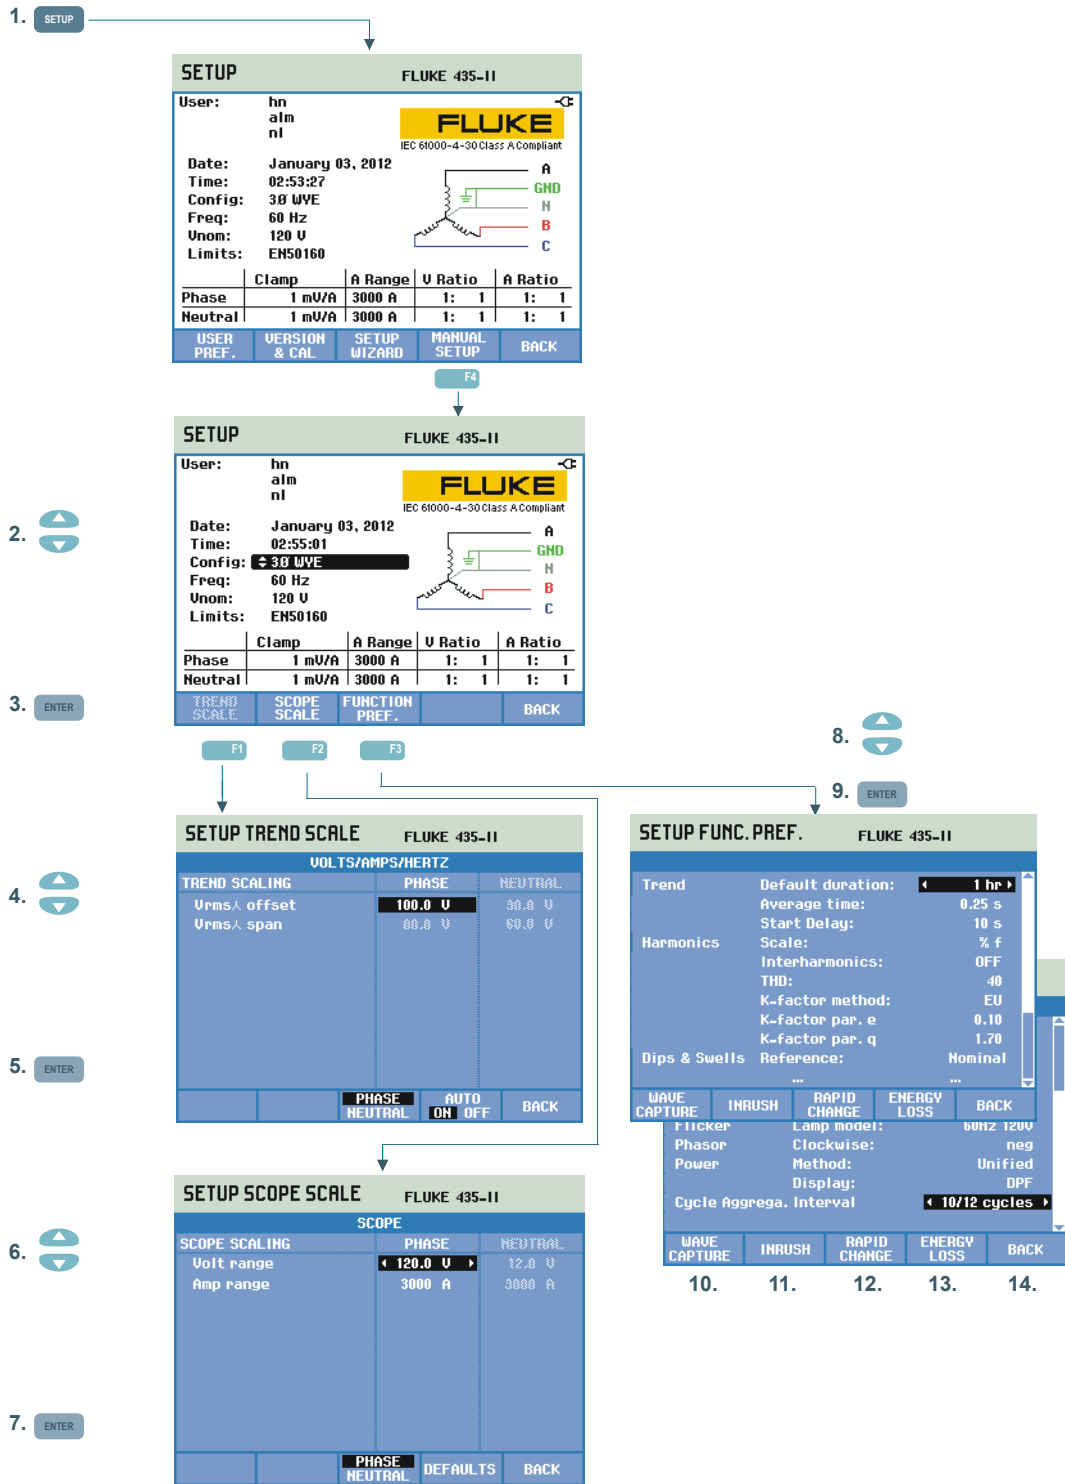 1. SETUP
SETUP FLUKE 435-II
User: hn
alm
nl
FLUKE
IEC 61000-4-30 Class A Compliant
Date: January 03, 2012
Time: 02:53:27
Config: 3Ø WYE
Freq: 60 Hz
Vnom: 120 V
Limits: EN50160
A
GND
N
B
C
Clamp A Range V Ratio A Ratio
Phase 1 mV/A 3000 A 1: 1 1: 1
Neutral 1 mV/A 3000 A 1: 1 1: 1
USER PREF. VERSION & CAL SETUP WIZARD MANUAL SETUP BACK
F4
SETUP FLUKE 435-II
User: hn
alm
nl
FLUKE
IEC 61000-4-30 Class A Compliant
2.
Date: January 03, 2012
Time: 02:55:01
Config: 3Ø WYE
Freq: 60 Hz
Vnom: 120 V
Limits: EN50160
A
GND
N
B
C
Clamp A Range V Ratio A Ratio
Phase 1 mV/A 3000 A 1: 1 1: 1
Neutral 1 mV/A 3000 A 1: 1 1: 1
3. ENTER
TREND SCALE SCOPE SCALE FUNCTION PREF. BACK
F1 F2 F3
8.
9. ENTER
SETUP TREND SCALE FLUKE 435-II
VOLTS/AMPS/HERTZ
TREND SCALING PHASE NEUTRAL
4.
Vrms⅄ offset 100.0 V 30.0 V
Vrms⅄ span 80.0 V 60.0 V
5. ENTER
PHASE NEUTRAL AUTO ON OFF BACK
SETUP FUNC. PREF. FLUKE 435-II
Trend Default duration: 1 hr
Average time: 0.25 s
Start Delay: 10 s
Harmonics Scale: % f
Interharmonics: OFF
THD: 40
K-factor method: EU
K-factor par. e 0.10
K-factor par. q 1.70
Dips & Swells Reference: Nominal
... ...
WAVE CAPTURE INRUSH RAPID CHANGE ENERGY LOSS BACK
Flicker Lamp model: 60Hz 120V
Phasor Clockwise: neg
Power Method: Unified
Display: DPF
Cycle Aggrega. Interval 10/12 cycles
WAVE CAPTURE INRUSH RAPID CHANGE ENERGY LOSS BACK
10. 11. 12. 13. 14.
SETUP SCOPE SCALE FLUKE 435-II
SCOPE
SCOPE SCALING PHASE NEUTRAL
6.
Volt range 120.0 V 12.0 V
Amp range 3000 A 3000 A
7. ENTER
PHASE NEUTRAL DEFAULTS BACK